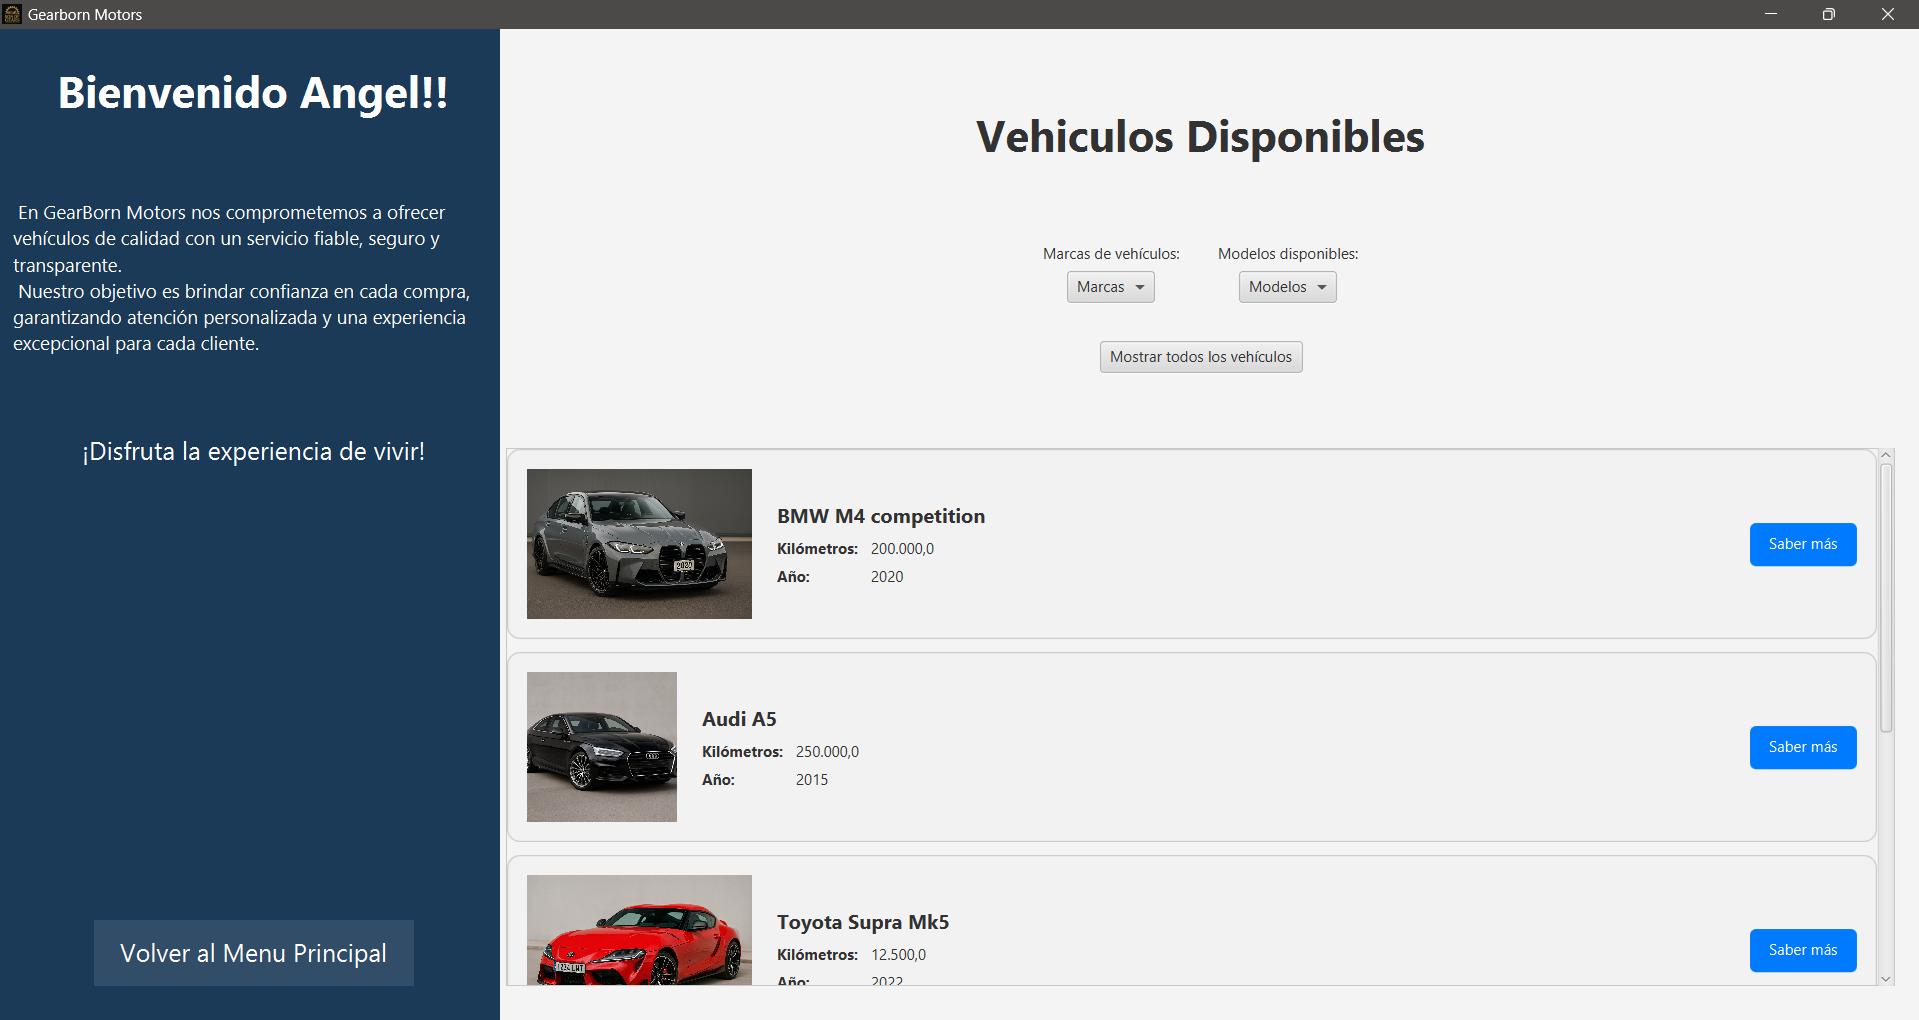 Gearborn Motors
Bienvenido Angel!!
En GearBorn Motors nos comprometemos a ofrecer
vehículos de calidad con un servicio fiable, seguro y
transparente.
Nuestro objetivo es brindar confianza en cada compra,
garantizando atención personalizada y una experiencia
excepcional para cada cliente.
¡Disfruta la experiencia de vivir!
Volver al Menu Principal
Vehiculos Disponibles
Marcas de vehículos: Modelos disponibles:
Marcas Modelos
Mostrar todos los vehículos
2020
BMW M4 competition
Kilómetros: 200.000,0
Año: 2020
Saber más
Audi A5
Kilómetros: 250.000,0
Año: 2015
Saber más
Toyota Supra Mk5
Kilómetros: 12.500,0
Año: 2022
Saber más